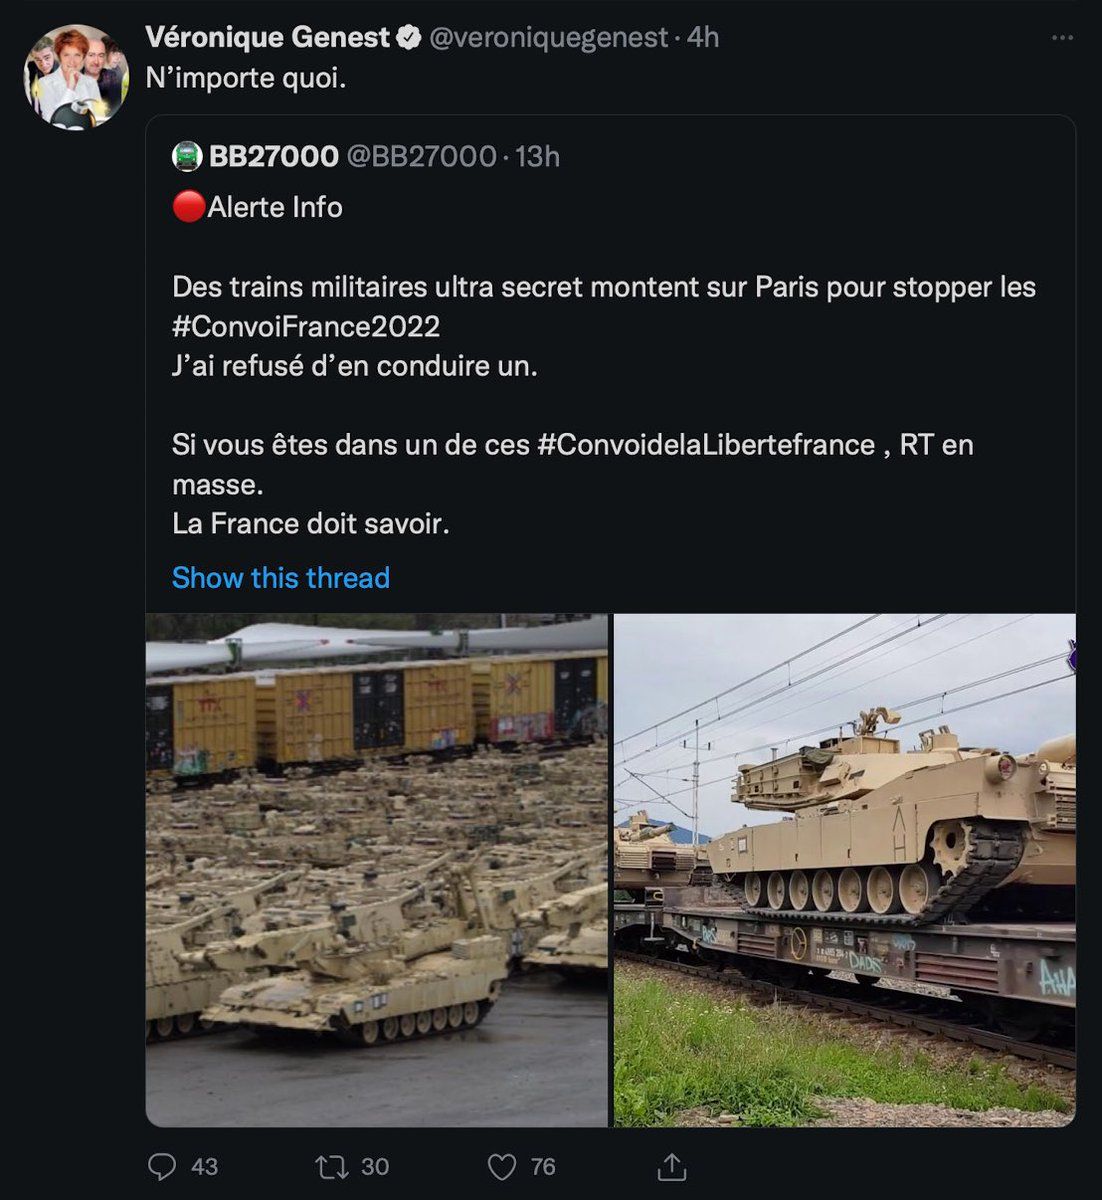 Véronique Genest @veroniquegenest · 4h
N’importe quoi.
BB27000 @BB27000 · 13h
🔴Alerte Info
Des trains militaires ultra secret montent sur Paris pour stopper les
#ConvoiFrance2022
J’ai refusé d’en conduire un.
Si vous êtes dans un de ces #ConvoidelaLibertefrance , RT en
masse.
La France doit savoir.
Show this thread
DADS
AHA
43
30
76